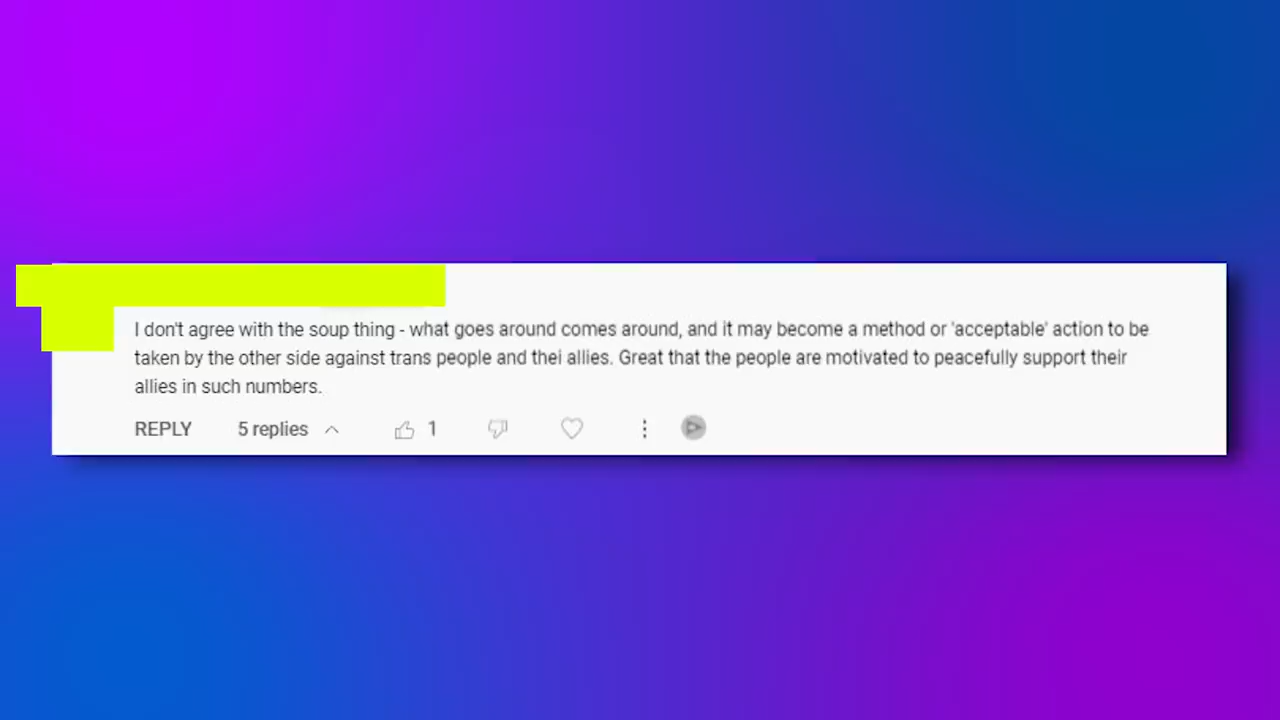 I don't agree with the soup thing - what goes around comes around, and it may become a method or 'acceptable' action to be
taken by the other side against trans people and thei allies. Great that the people are motivated to peacefully support their
allies in such numbers.
REPLY 5 replies 1